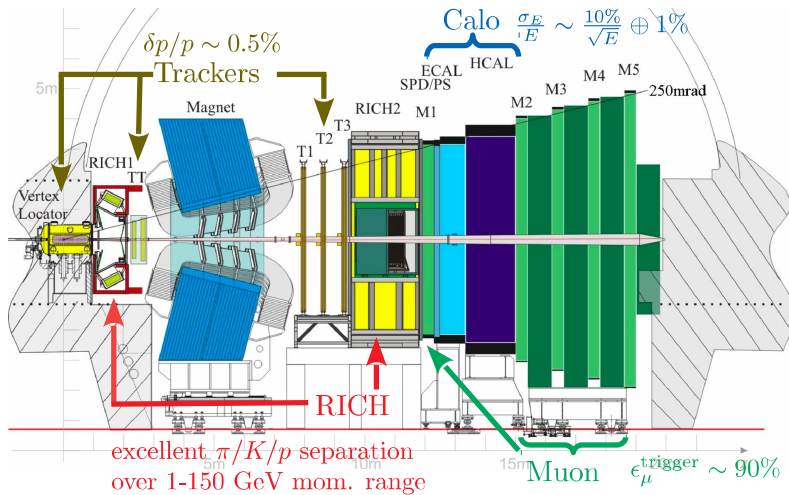 Calo σ_E/E ~ 10%/√E ⊕ 1%
δp/p ∼ 0.5%
Trackers
HCAL
ECAL
SPD/PS
M5
M4
M3
M2
M1
250mrad
5m
Magnet
RICH2
T3
T2
T1
RICH1
TT
Vertex
Locator
RICH
excellent π/K/p separation
over 1-150 GeV mom. range
5m
10m
15m
Muon
ϵ_μ^trigger ∼ 90%